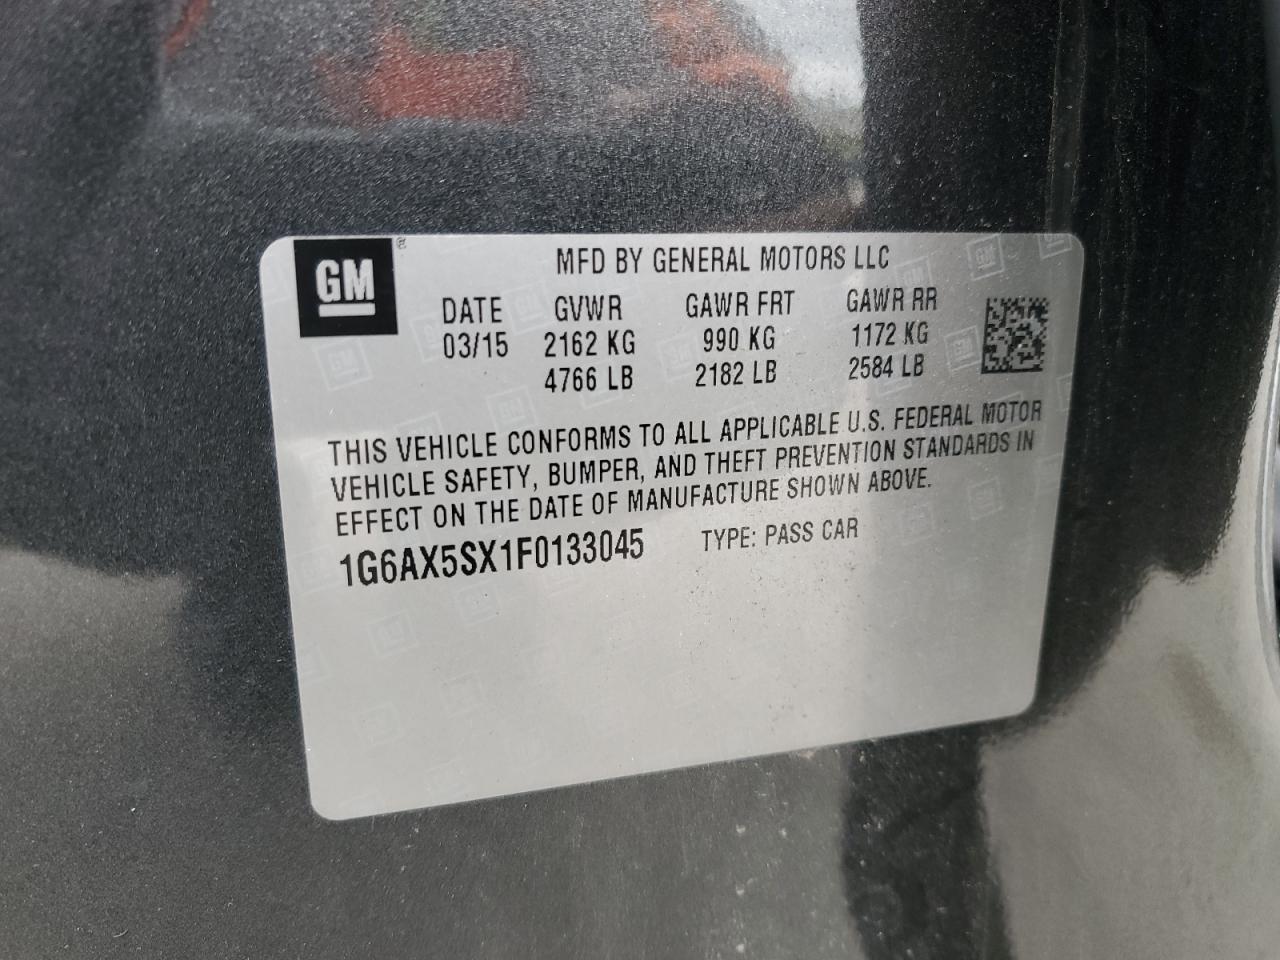 GM ®
MFD BY GENERAL MOTORS LLC
DATE GVWR GAWR FRT GAWR RR
03/15 2162 KG 990 KG 1172 KG
4766 LB 2182 LB 2584 LB
THIS VEHICLE CONFORMS TO ALL APPLICABLE U.S. FEDERAL MOTOR
VEHICLE SAFETY, BUMPER, AND THEFT PREVENTION STANDARDS IN
EFFECT ON THE DATE OF MANUFACTURE SHOWN ABOVE.
1G6AX5SX1F0133045 TYPE: PASS CAR